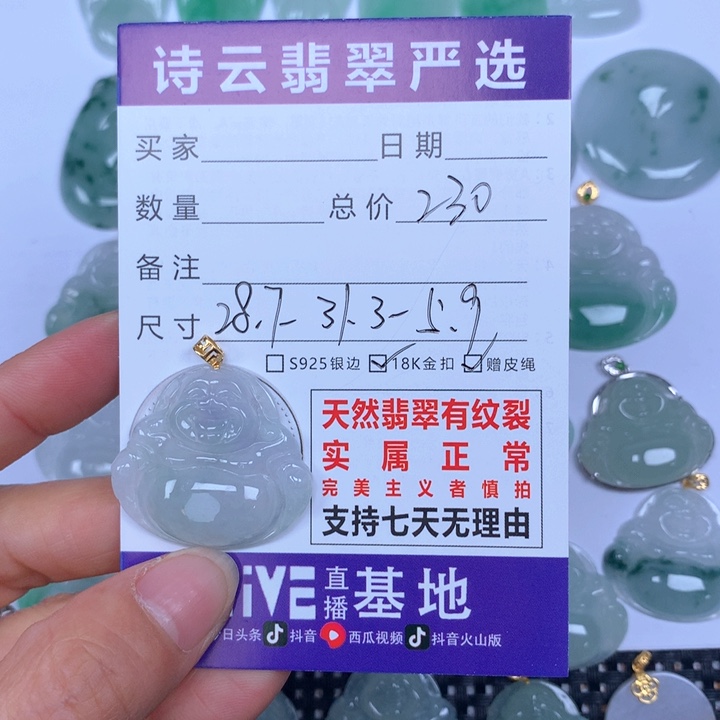 诗云翡翠严选
买家 日期
数量 总价 230
备注
尺寸 28.7-31.3-5.9
S925银边 18K金扣 赠皮绳
天然翡翠有纹裂
实属正常
完美主义者慎拍
支持七天无理由
LIVE 直播 基地
今日头条 抖音 西瓜视频 抖音火山版